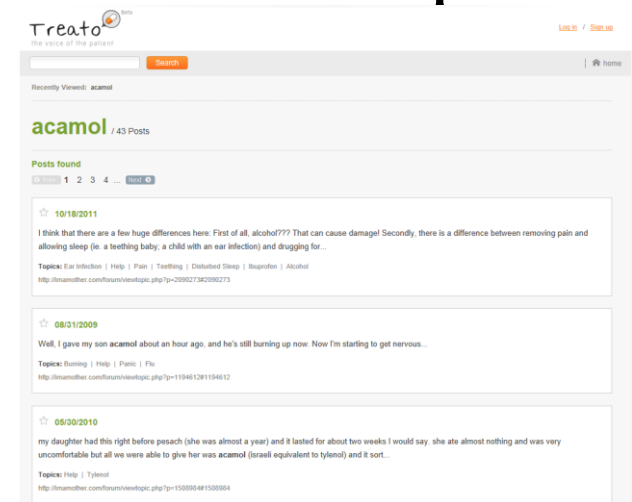 Treato Beta
the voice of the patient
Log in / Sign up
Search
| home
Recently Viewed: acamol
acamol / 43 Posts
Posts found
Prev 1 2 3 4 ... Next
10/18/2011
I think that there are a few huge differences here: First of all, alcohol??? That can cause damage! Secondly, there is a difference between removing pain and
allowing sleep (ie. a teething baby; a child with an ear infection) and drugging for...
Topics: Ear Infection | Help | Pain | Teething | Disturbed Sleep | Ibuprofen | Alcohol
http://imamother.com/forum/viewtopic.php?p=2090273#2090273
08/31/2009
Well, I gave my son acamol about an hour ago, and he's still burning up now. Now I'm starting to get nervous...
Topics: Burning | Help | Panic | Flu
http://imamother.com/forum/viewtopic.php?p=1194612#1194612
05/30/2010
my daughter had this right before pesach (she was almost a year) and it lasted for about two weeks I would say. she ate almost nothing and was very
uncomfortable but all we were able to give her was acamol (israeli equivalent to tylenol) and it sort...
Topics: Help | Tylenol
http://imamother.com/forum/viewtopic.php?p=1508984#1508984